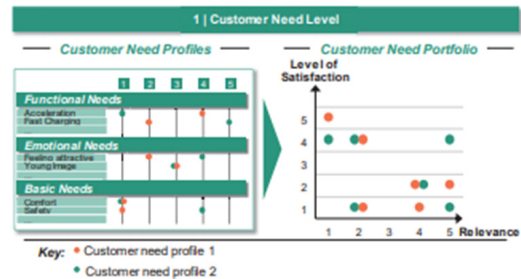 1 | Customer Need Level
Customer Need Profiles
1 2 3 4 5
Functional Needs
Acceleration
Fast Charging
...
Emotional Needs
Feeling attractive
Young Image
...
Basic Needs
Comfort
Safety
...
Customer Need Portfolio
Level of
Satisfaction
5
4
3
2
1
1 2 3 4 5 Relevance
Key: Customer need profile 1
Customer need profile 2